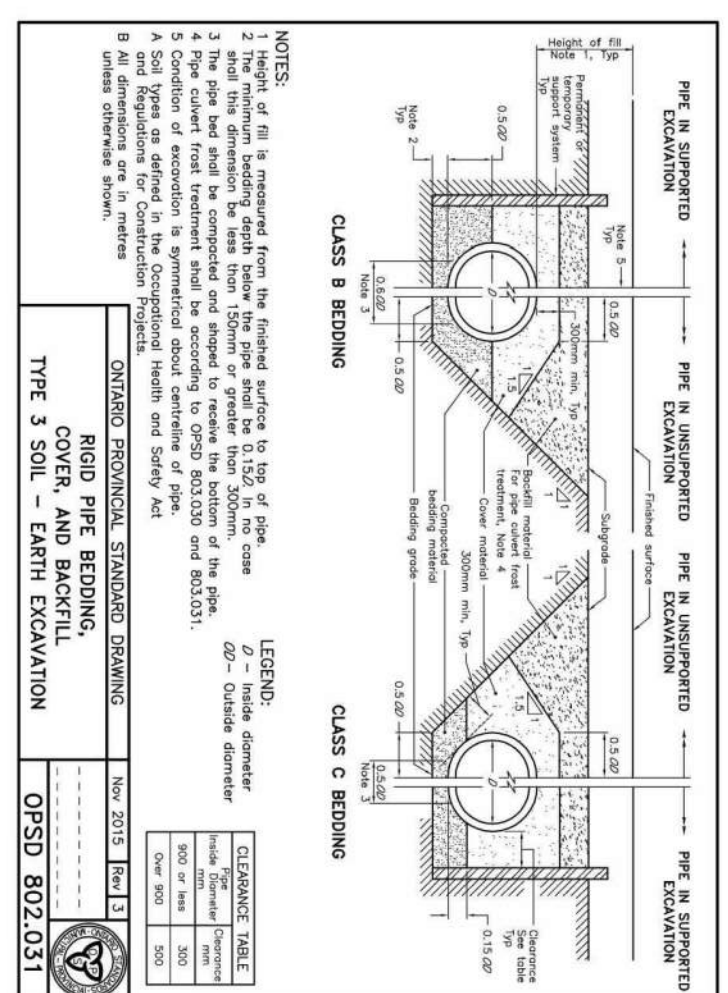 PIPE IN SUPPORTED
EXCAVATION
PIPE IN UNSUPPORTED
EXCAVATION
PIPE IN UNSUPPORTED
EXCAVATION
PIPE IN SUPPORTED
EXCAVATION
Finished surface
Subgrade
Height of fill
Note 1, Typ
Permanent or
temporary
support system
Typ
Note 5
Typ
0.5 OD
300mm min, Typ
1
1.5
1
1
Backfill material
For pipe culvert frost
treatment, Note 4
Cover material
300mm min, Typ
Compacted
bedding material
Bedding grade
0.5 OD
Note 2
Typ
D
0.6 OD
Note 3
0.5 OD
CLASS B BEDDING
1
1
1
1.5
0.5 OD
D
0.5 OD
0.5 OD
Note 3
Clearance
See table
Typ
0.15 OD
CLASS C BEDDING
NOTES:
1 Height of fill is measured from the finished surface to top of pipe.
2 The minimum bedding depth below the pipe shall be 0.15D. In no case
shall this dimension be less than 150mm or greater than 300mm.
3 The pipe bed shall be compacted and shaped to receive the bottom of the pipe.
4 Pipe culvert frost treatment shall be according to OPSD 803.030 and 803.031.
5 Condition of excavation is symmetrical about centreline of pipe.
A Soil types as defined in the Occupational Health and Safety Act
and Regulations for Construction Projects.
B All dimensions are in metres
unless otherwise shown.
LEGEND:
D – Inside diameter
OD– Outside diameter
CLEARANCE TABLE
Pipe
Inside Diameter
mm
Clearance
mm
900 or less
300
Over 900
500
ONTARIO PROVINCIAL STANDARD DRAWING
Nov 2015
Rev
3
RIGID PIPE BEDDING,
COVER, AND BACKFILL
TYPE 3 SOIL – EARTH EXCAVATION
OPSD 802.031